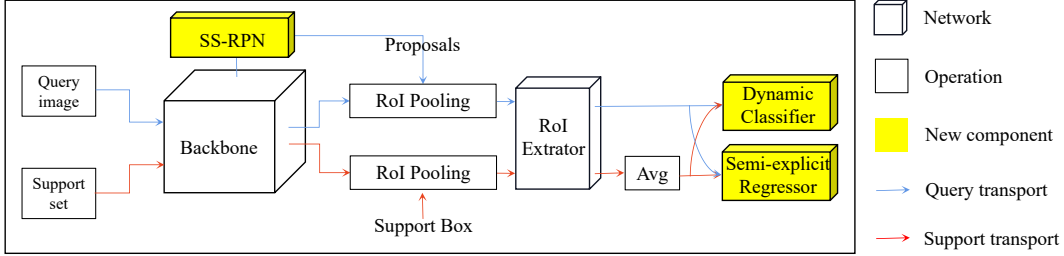 SS-RPN
Proposals
Query
image
Support
set
Backbone
RoI Pooling
RoI Pooling
Support Box
RoI
Extrator
Avg
Dynamic
Classifier
Semi-explicit
Regressor
Network
Operation
New component
Query transport
Support transport